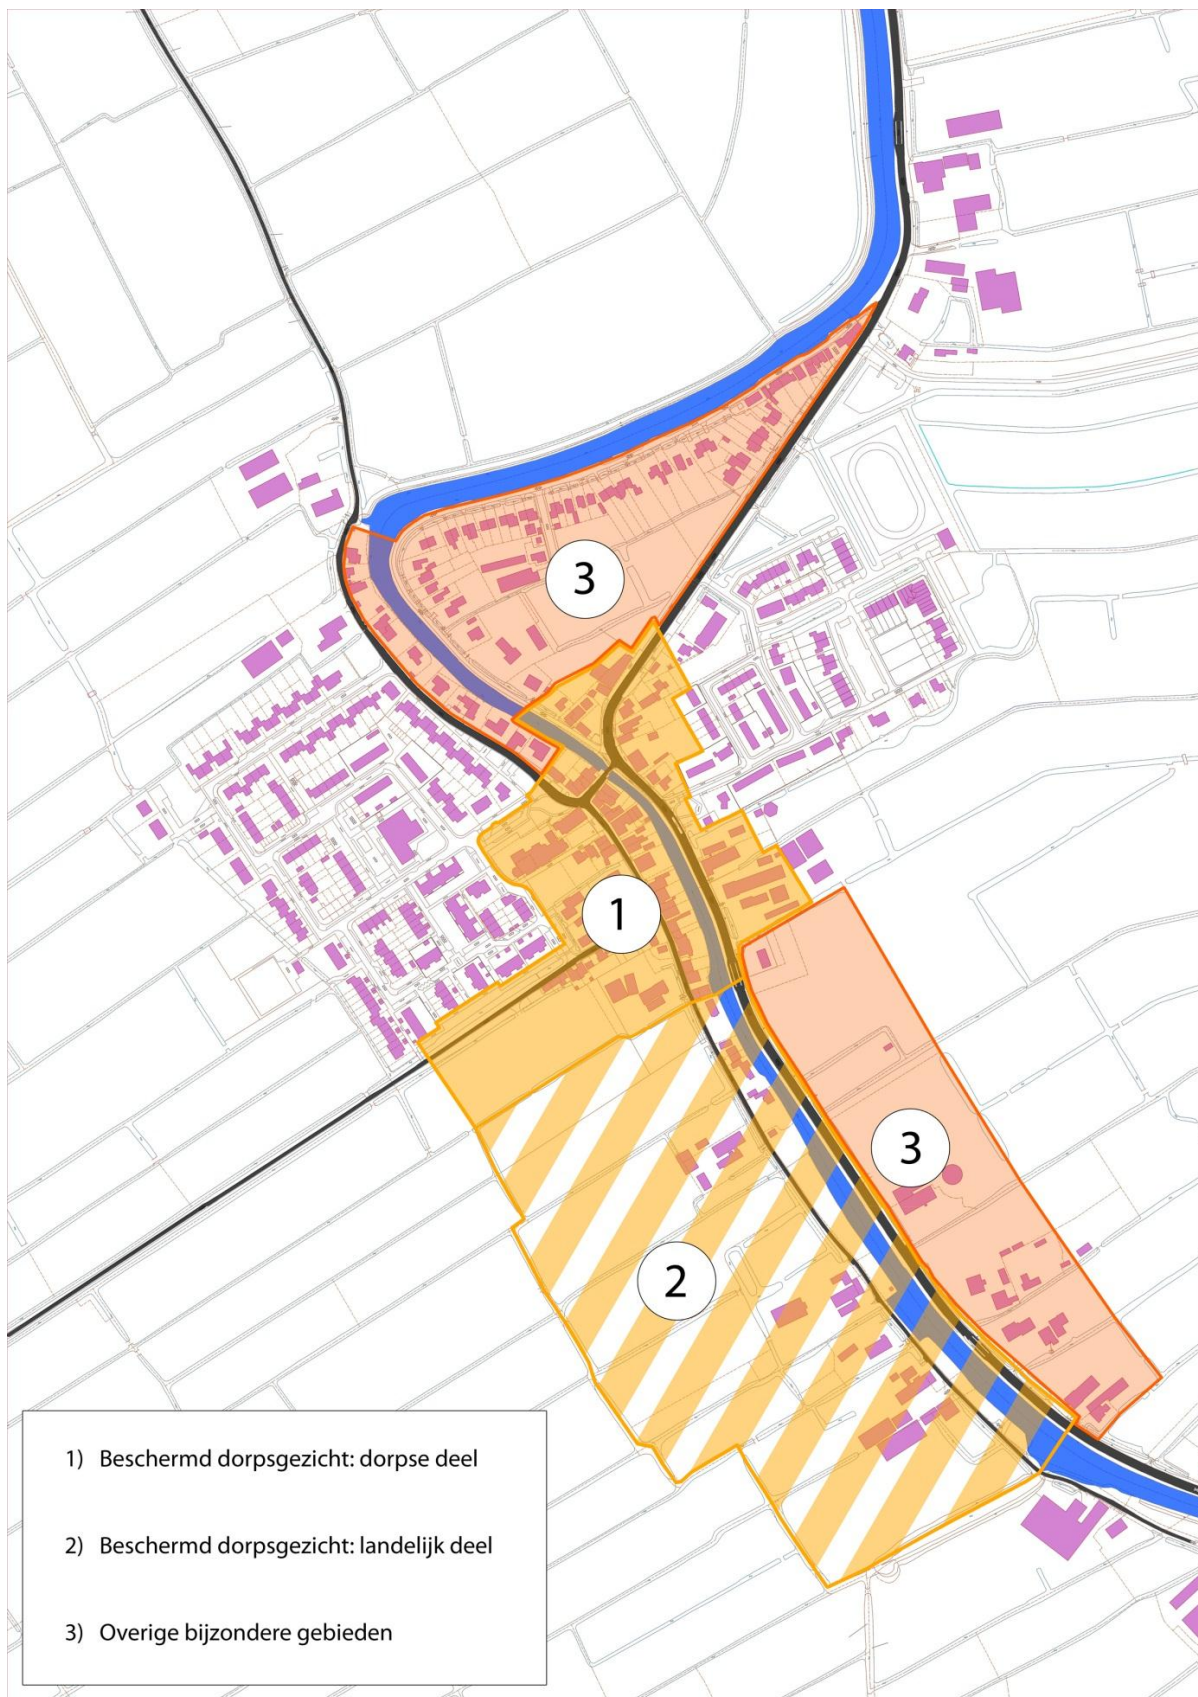 3
1
3
2
1) Beschermd dorpsgezicht: dorpse deel
2) Beschermd dorpsgezicht: landelijk deel
3) Overige bijzondere gebieden